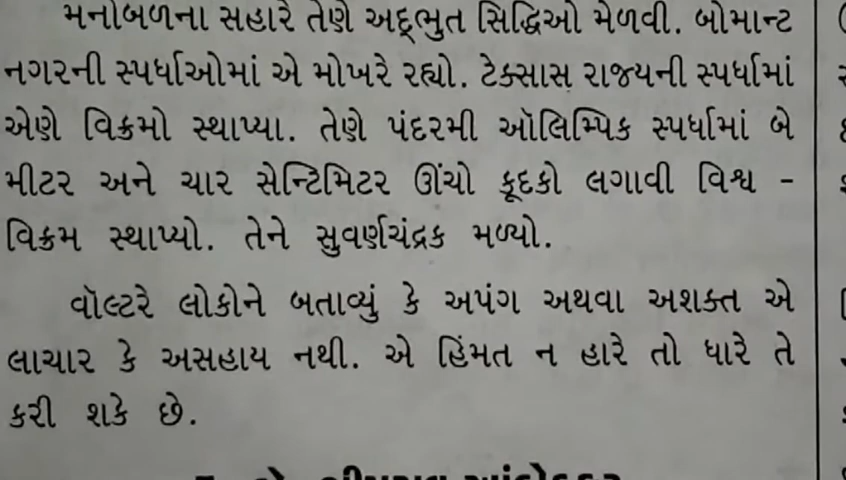 મનોબળના સહારે તેણે અદ્ભુત સિદ્ધિઓ મેળવી. બોમાન્ટ
નગરની સ્પર્ધાઓમાં એ મોખરે રહ્યો. ટેક્સાસ રાજ્યની સ્પર્ધામાં
એણે વિક્રમો સ્થાપ્યા. તેણે પંદરમી ઑલિમ્પિક સ્પર્ધામાં બે
મીટર અને ચાર સેન્ટિમિટર ઊંચો કૂદકો લગાવી વિશ્વ -
વિક્રમ સ્થાપ્યો. તેને સુવર્ણચંદ્રક મળ્યો.
વૉલ્ટરે લોકોને બતાવ્યું કે અપંગ અથવા અશક્ત એ
લાચાર કે અસહાય નથી. એ હિંમત ન હારે તો ધારે તે
કરી શકે છે.